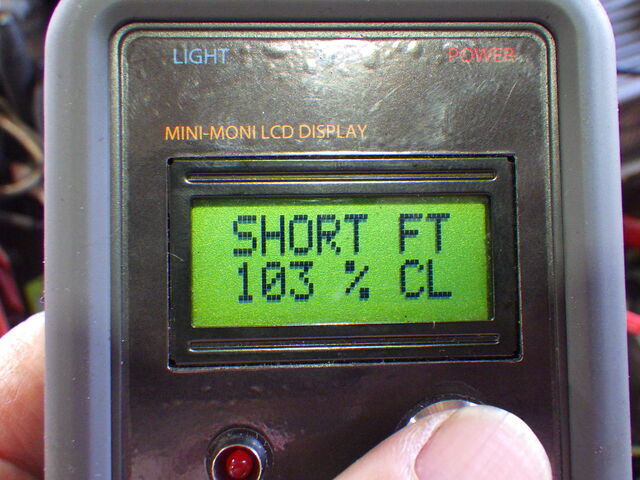 LIGHT POWER
MINI-MONI LCD DISPLAY
SHORT FT
103 % CL